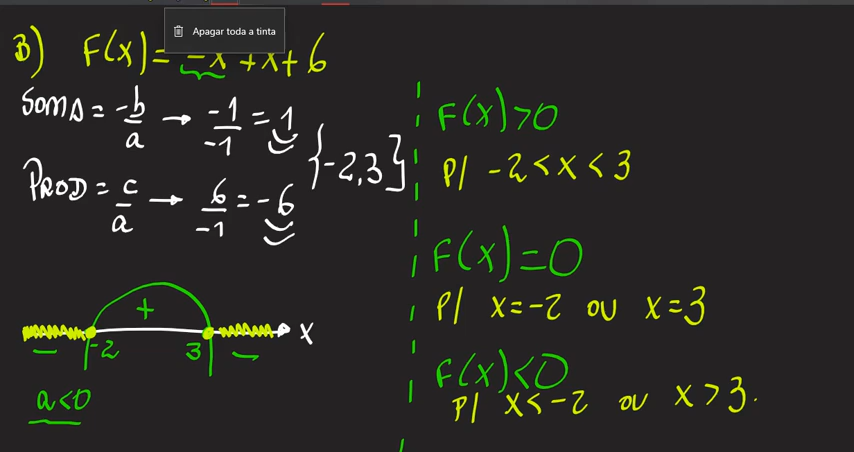 Apagar toda a tinta
B) F(x) = -x + x + 6
SOMA = -b/a → -1/-1 = 1
PROD = c/a → 6/-1 = -6
{-2,3}
+
- -2 3 - x
a<0
F(x)>0
P/ -2 < x < 3
F(x)=0
P/ x=-2 ou x=3
F(x)<0
P/ x<-2 ou x>3.